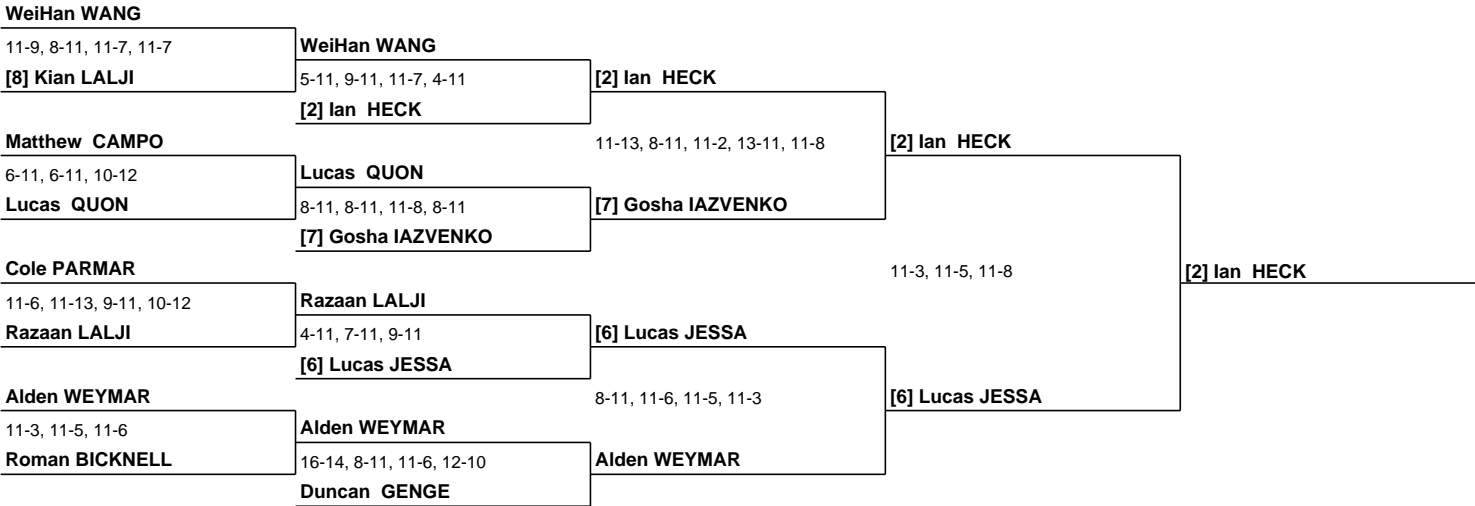 WeiHan WANG
11-9, 8-11, 11-7, 11-7
[8] Kian LALJI
Matthew CAMPO
6-11, 6-11, 10-12
Lucas QUON
Cole PARMAR
11-6, 11-13, 9-11, 10-12
Razaan LALJI
Alden WEYMAR
11-3, 11-5, 11-6
Roman BICKNELL
WeiHan WANG
5-11, 9-11, 11-7, 4-11
[2] Ian HECK
Lucas QUON
8-11, 8-11, 11-8, 8-11
[7] Gosha IAZVENKO
Razaan LALJI
4-11, 7-11, 9-11
[6] Lucas JESSA
Alden WEYMAR
16-14, 8-11, 11-6, 12-10
Duncan GENGE
[2] Ian HECK
11-13, 8-11, 11-2, 13-11, 11-8
[7] Gosha IAZVENKO
[6] Lucas JESSA
8-11, 11-6, 11-5, 11-3
Alden WEYMAR
[2] Ian HECK
11-3, 11-5, 11-8
[6] Lucas JESSA
[2] Ian HECK